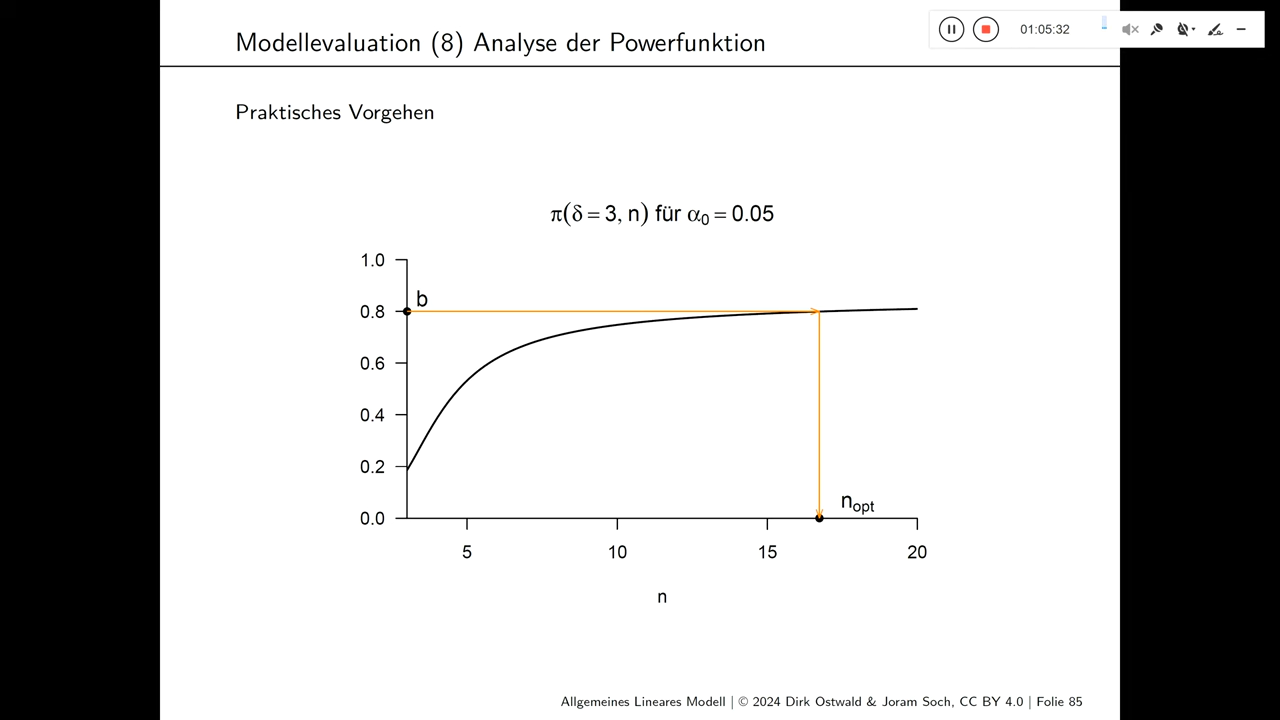 Modellevaluation (8) Analyse der Powerfunktion
01:05:32
Praktisches Vorgehen
π(δ = 3, n) für α₀ = 0.05
1.0
b
0.8
0.6
0.4
0.2
n_opt
0.0
5 10 15 20
n
Allgemeines Lineares Modell | © 2024 Dirk Ostwald & Joram Soch, CC BY 4.0 | Folie 85